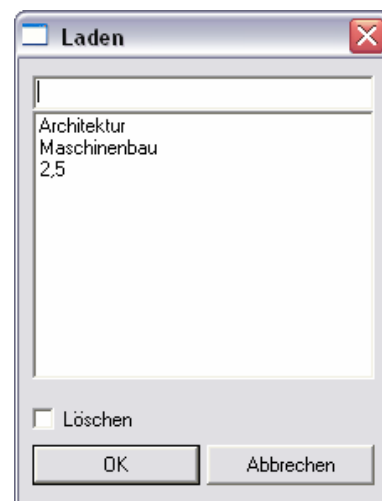 Laden
Architektur
Maschinenbau
2,5
Löschen
OK Abbrechen